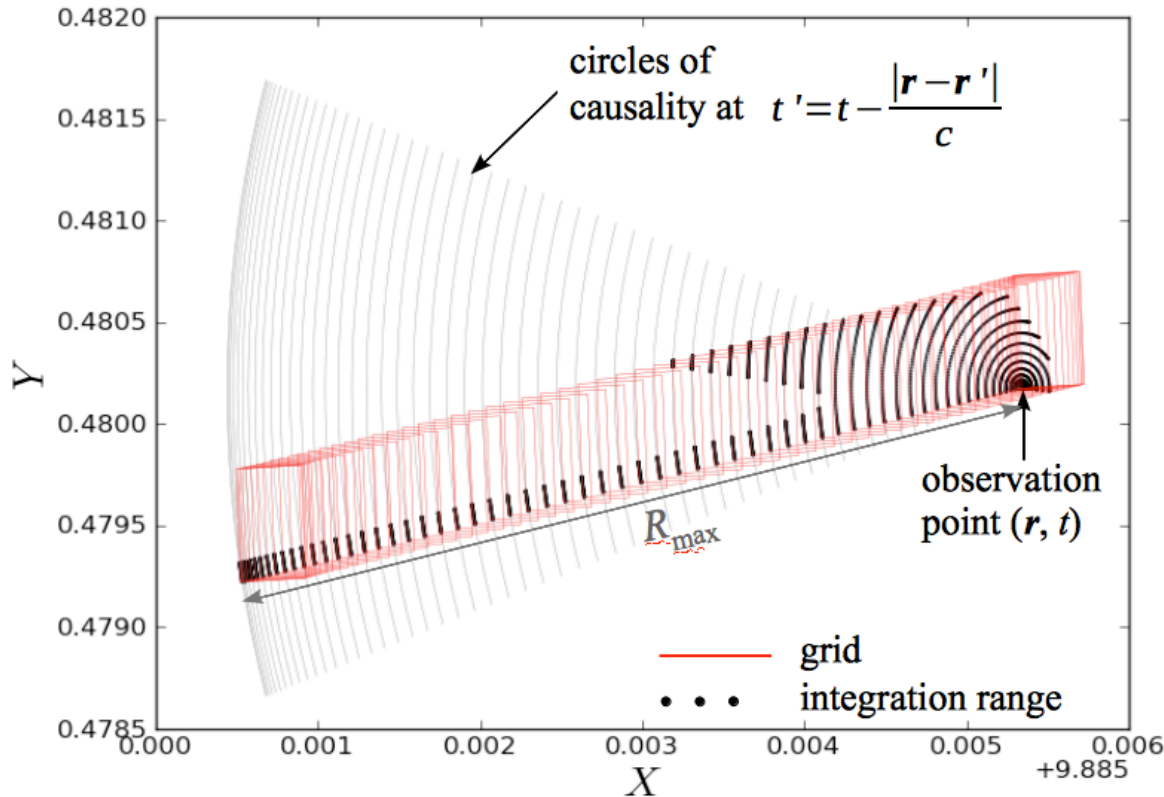 0.4820
0.4815
0.4810
0.4805
0.4800
0.4795
0.4790
0.4785
Y
circles of
causality at t' = t − |r − r'| / c
observation
point (r, t)
R_max
grid
integration range
0.000 0.001 0.002 0.003 0.004 0.005 0.006
+9.885
X